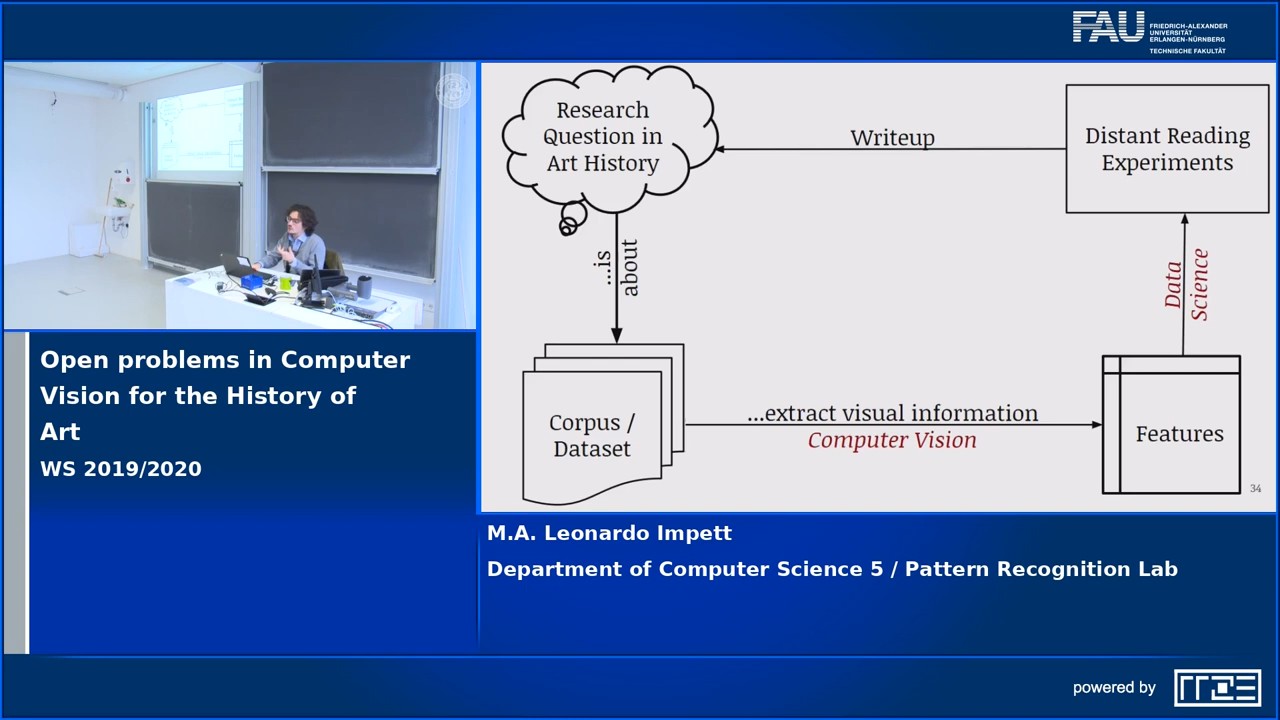 FAU
FRIEDRICH-ALEXANDER
UNIVERSITÄT
ERLANGEN-NÜRNBERG
TECHNISCHE FAKULTÄT
Research
Question in
Art History
Writeup
Distant Reading
Experiments
...is
about
Data
Science
Corpus /
Dataset
...extract visual information
Computer Vision
Features
34
Open problems in Computer
Vision for the History of
Art
WS 2019/2020
M.A. Leonardo Impett
Department of Computer Science 5 / Pattern Recognition Lab
powered by
RRZE